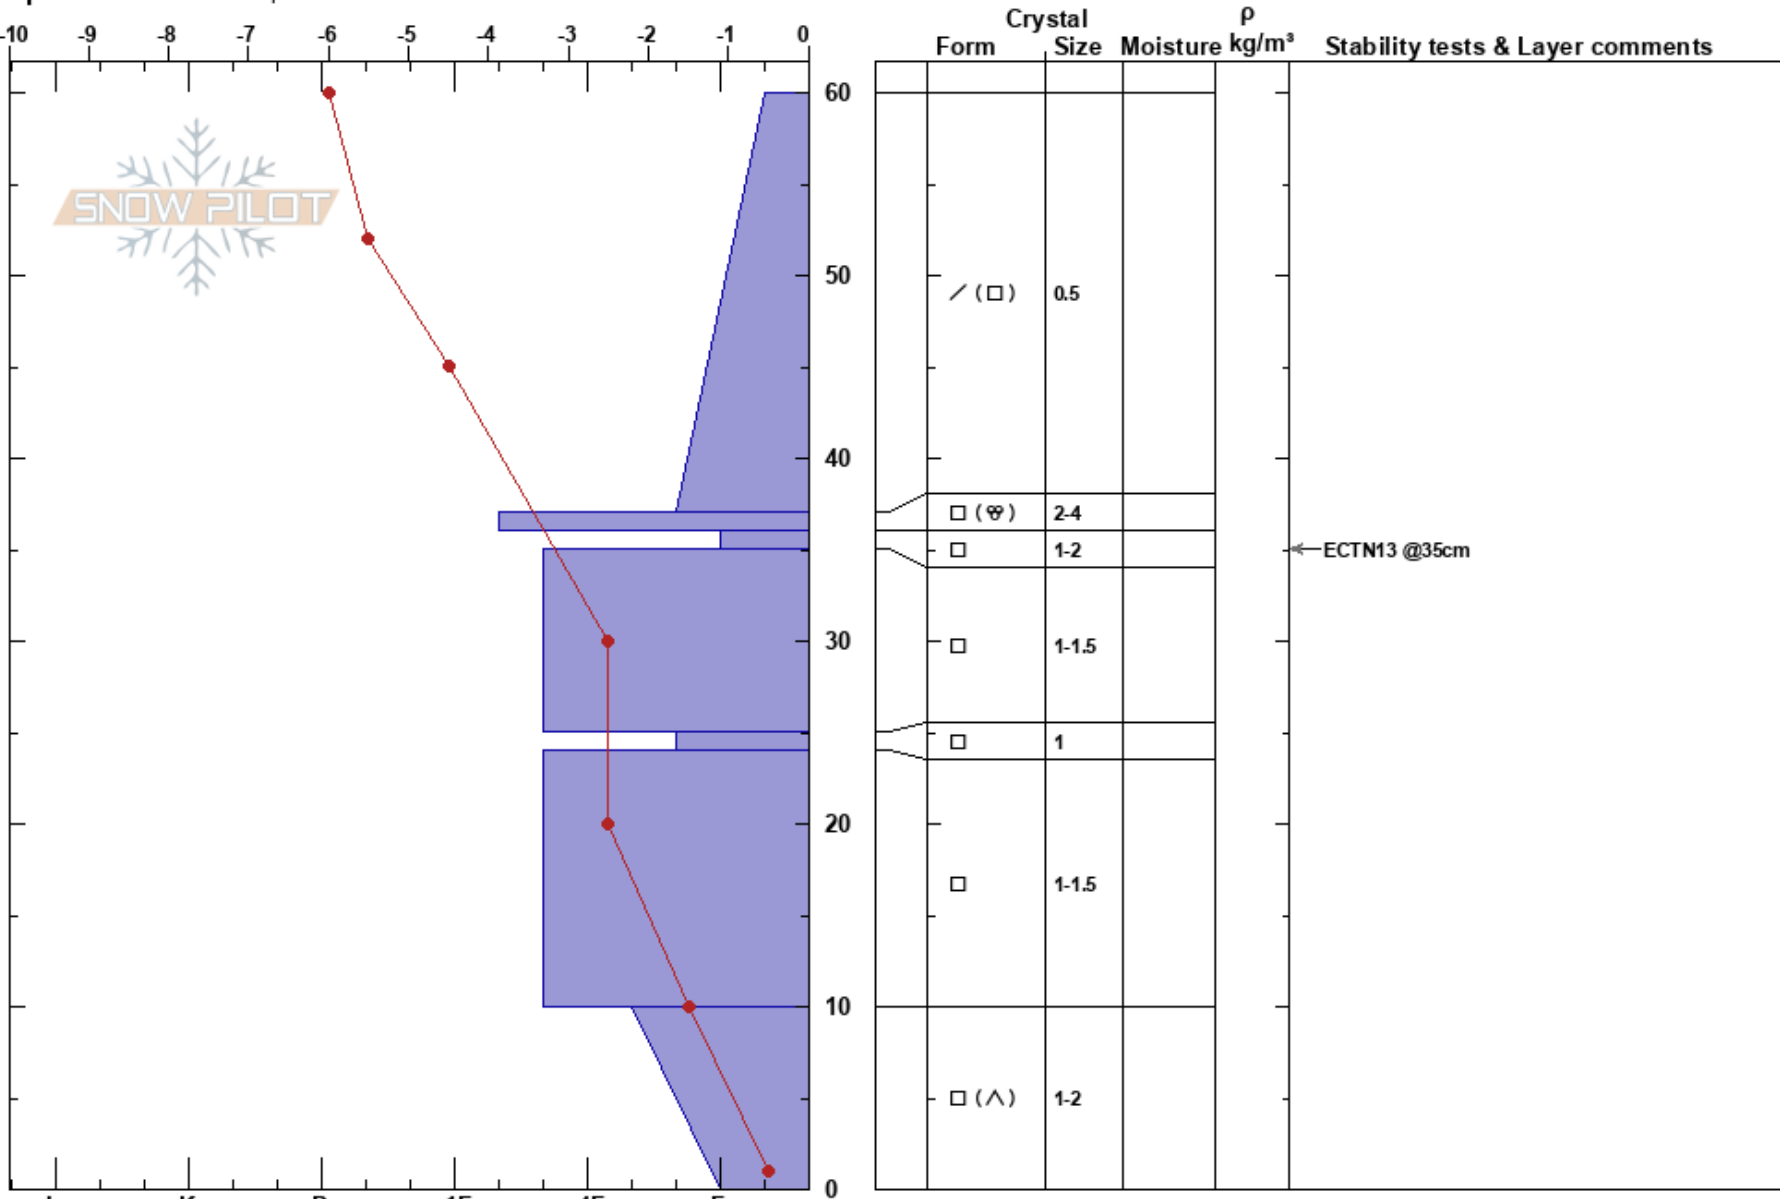 Crystal ρ
-10 -9 -8 -7 -6 -5 -4 -3 -2 -1 0 Form Size Moisture kg/m³ Stability tests & Layer comments
60
SNOW PILOT
50
/ (□) 0.5
40
2-4
□ 1-2 ECTN13 @35cm
30 □ 1-1.5
□ 1
20
□ 1-1.5
10
□ (∧) 1-2
0